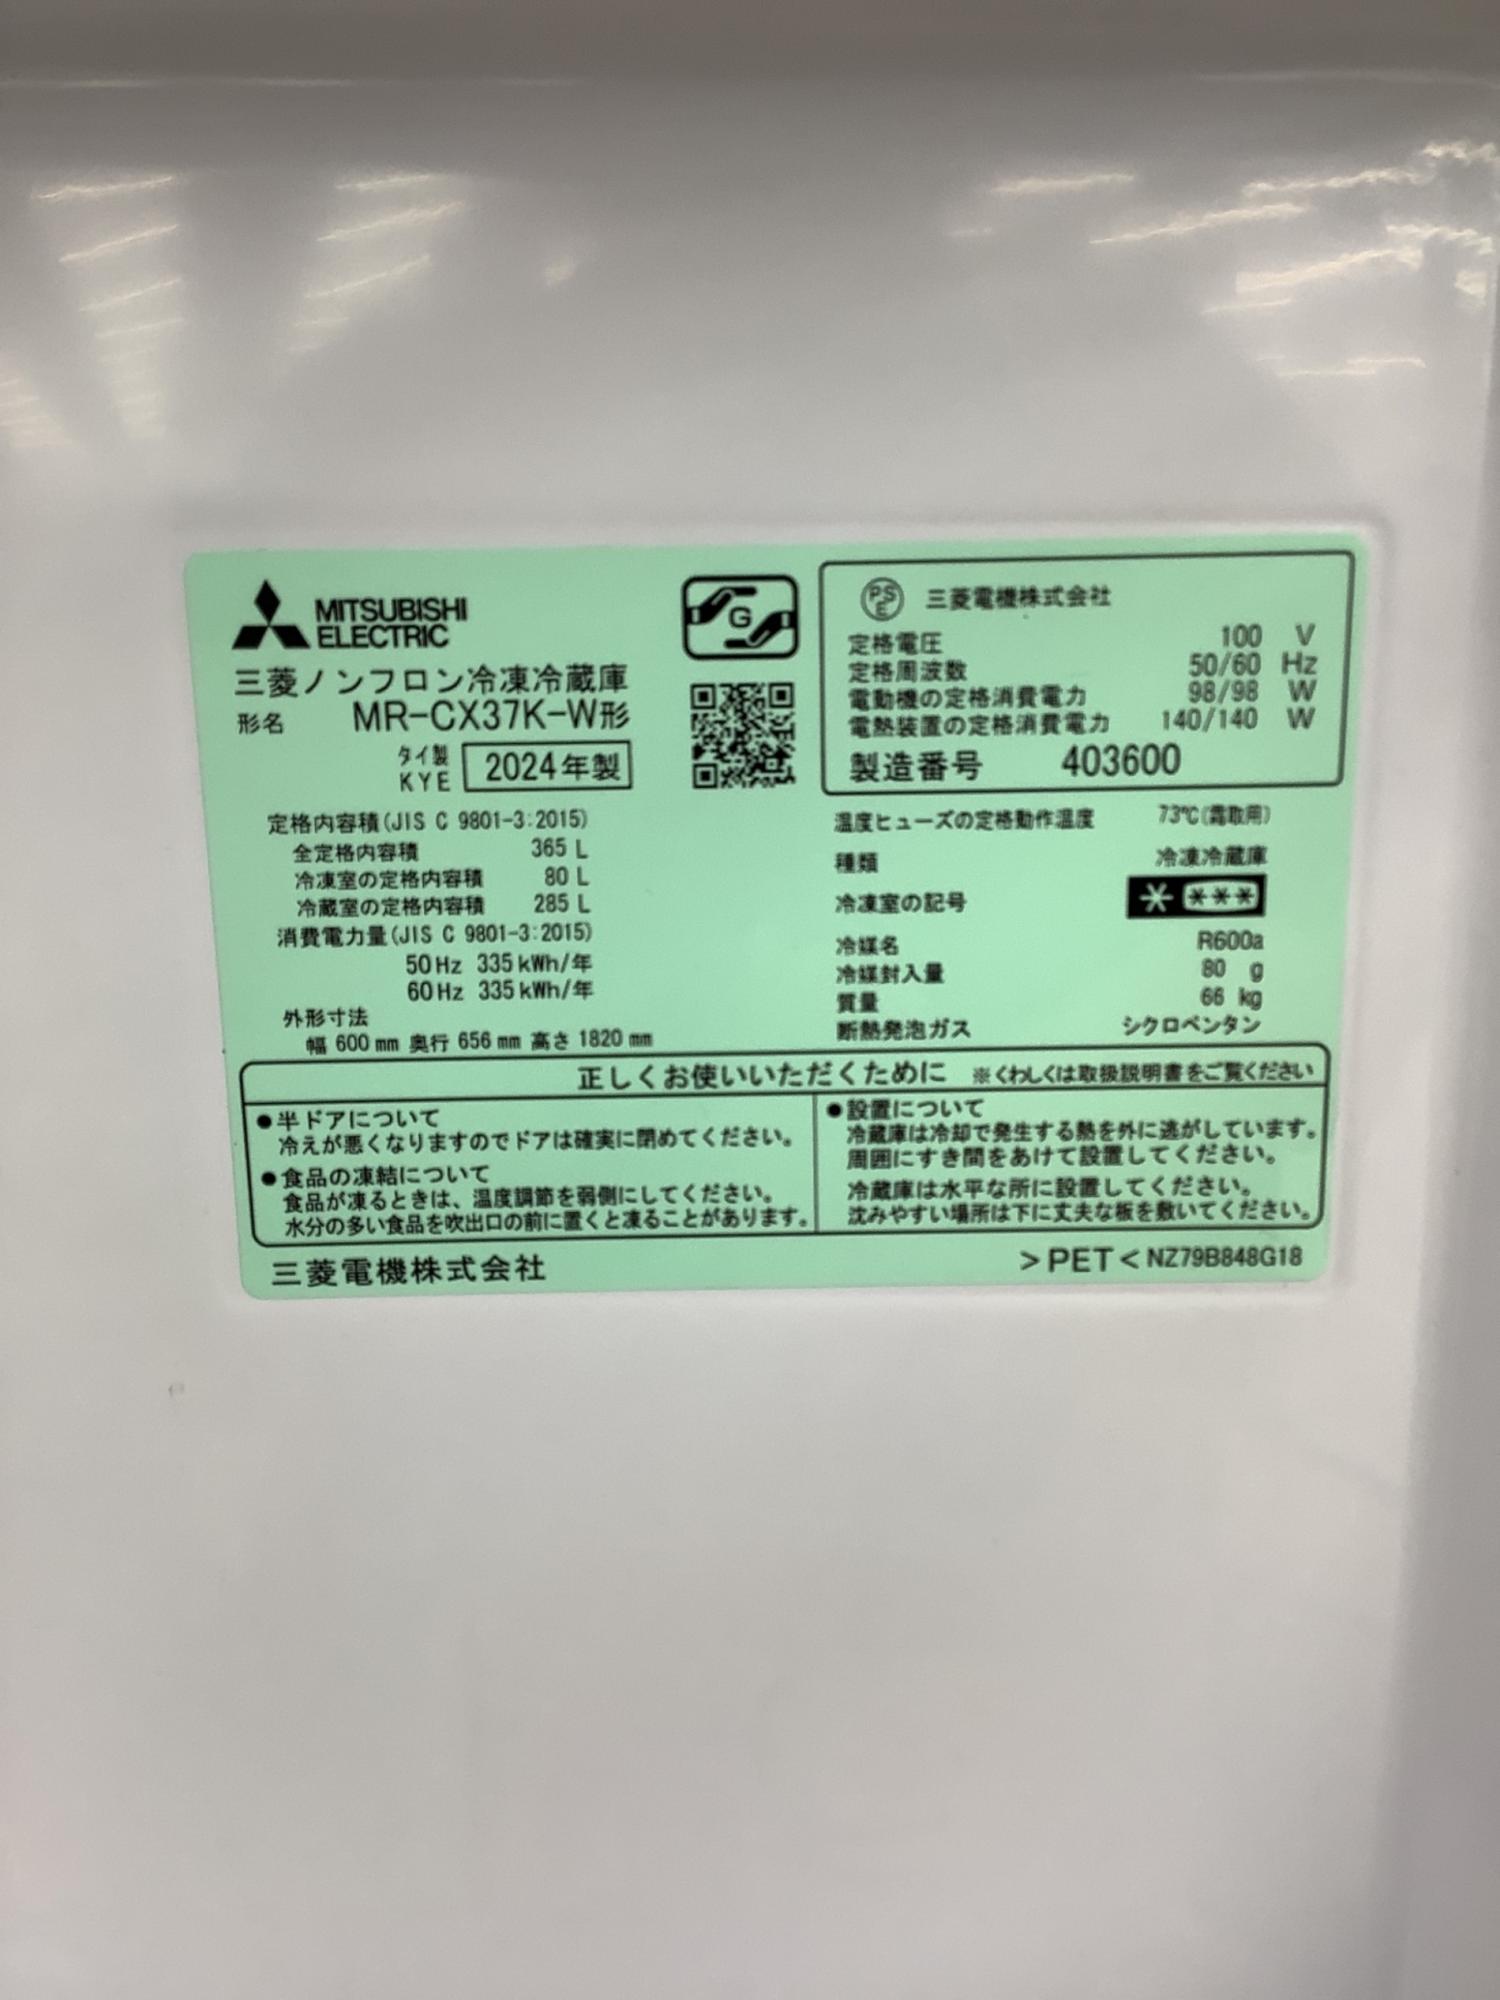 MITSUBISHI
ELECTRIC
三菱ノンフロン冷凍冷蔵庫
形名 MR-CX37K-W形
タイ製
KYE 2024年製
G
定格内容積(JIS C 9801-3:2015)
全定格内容積 365 L
冷凍室の定格内容積 80 L
冷蔵室の定格内容積 285 L
消費電力量(JIS C 9801-3:2015)
50Hz 335kWh/年
60Hz 335kWh/年
外形寸法
幅 600mm 奥行 656mm 高さ 1820mm
PSE 三菱電機株式会社
定格電圧 100 V
定格周波数 50/60 Hz
電動機の定格消費電力 98/98 W
電熱装置の定格消費電力 140/140 W
製造番号 403600
温度ヒューズの定格動作温度 73℃(霜取用)
種類 冷凍冷蔵庫
冷凍室の記号 * ***
冷媒名 R600a
冷媒封入量 80 g
質量 66 kg
断熱発泡ガス シクロペンタン
正しくお使いいただくために ※くわしくは取扱説明書をご覧ください
●半ドアについて
冷えが悪くなりますのでドアは確実に閉めてください。
●食品の凍結について
食品が凍るときは、温度調節を弱側にしてください。
水分の多い食品を吹出口の前に置くと凍ることがあります。
●設置について
冷蔵庫は冷却で発生する熱を外に逃がしています。
周囲にすき間をあけて設置してください。
冷蔵庫は水平な所に設置してください。
沈みやすい場所は下に丈夫な板を敷いてください。
三菱電機株式会社
>PET< NZ79B848G18